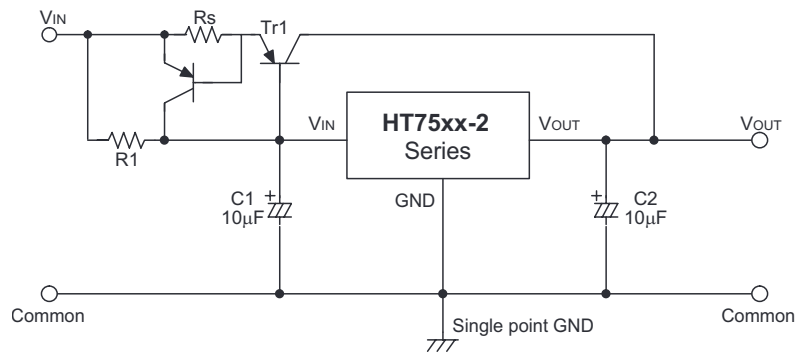 VIN
Rs
Tr1
R1
VIN
HT75xx-2
Series
VOUT
VOUT
GND
C1
10μF
C2
10μF
Common
Common
Single point GND
+
+